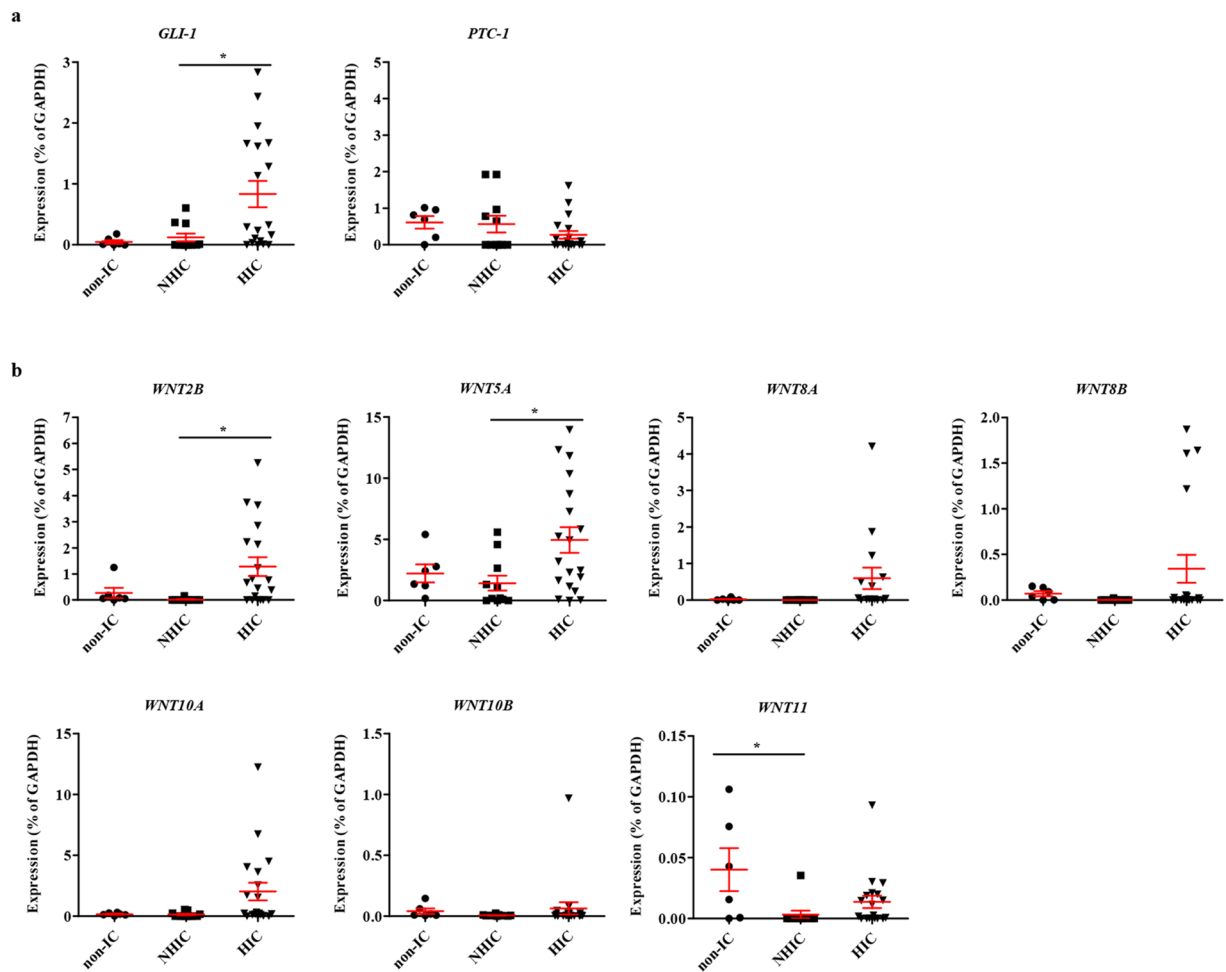 a
GLI-1
PTC-1
Expression (% of GAPDH)
3
2
1
0
*
non-IC
NHIC
HIC
Expression (% of GAPDH)
5
4
3
2
1
0
non-IC
NHIC
HIC
b
WNT2B
WNT5A
WNT8A
WNT8B
Expression (% of GAPDH)
7
6
5
4
3
2
1
0
*
non-IC
NHIC
HIC
Expression (% of GAPDH)
15
10
5
0
*
non-IC
NHIC
HIC
Expression (% of GAPDH)
5
4
3
2
1
0
non-IC
NHIC
HIC
Expression (% of GAPDH)
2.0
1.5
1.0
0.5
0.0
non-IC
NHIC
HIC
WNT10A
WNT10B
WNT11
Expression (% of GAPDH)
15
10
5
0
non-IC
NHIC
HIC
Expression (% of GAPDH)
1.5
1.0
0.5
0.0
non-IC
NHIC
HIC
Expression (% of GAPDH)
0.15
0.10
0.05
0.00
*
non-IC
NHIC
HIC